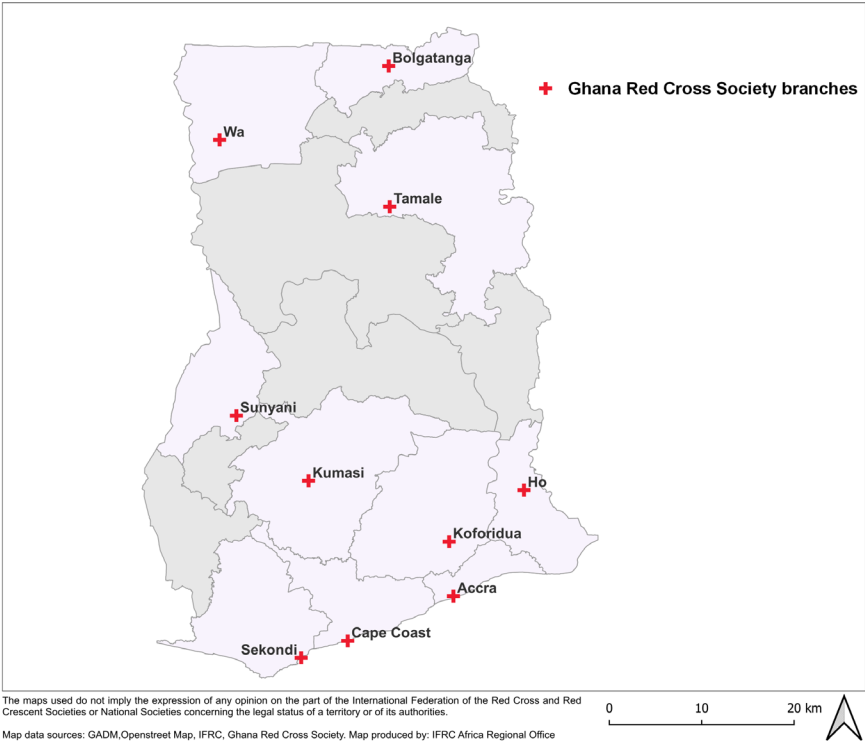 Bolgatanga
Ghana Red Cross Society branches
Wa
Tamale
Sunyani
Kumasi
Ho
Koforidua
Accra
Cape Coast
Sekondi
The maps used do not imply the expression of any opinion on the part of the International Federation of the Red Cross and Red
Crescent Societies or National Societies concerning the legal status of a territory or of its authorities.
0 10 20 km
Map data sources: GADM,Openstreet Map, IFRC, Ghana Red Cross Society. Map produced by: IFRC Africa Regional Office